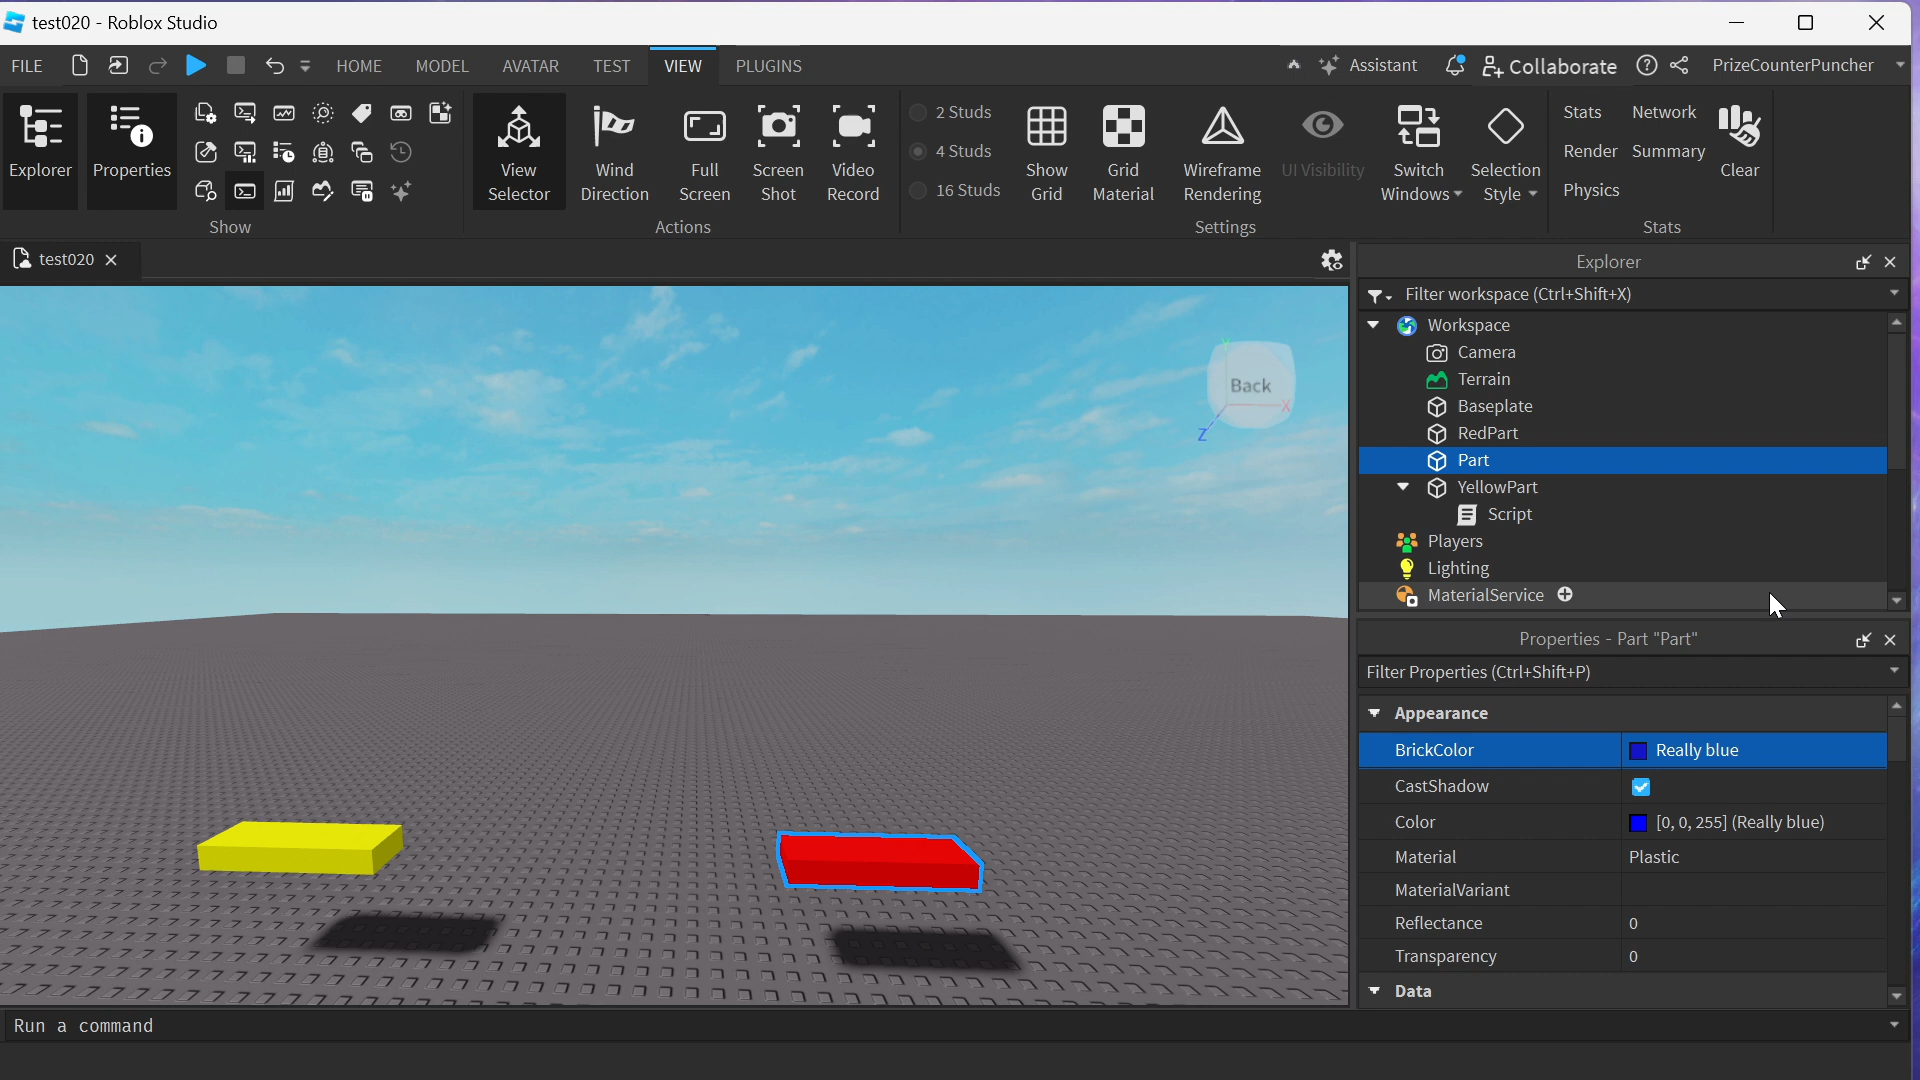 test020 - Roblox Studio
FILE HOME MODEL AVATAR TEST VIEW PLUGINS Assistant Collaborate PrizeCounterPuncher
Explorer
Properties
Show
View
Selector
Wind
Direction
Full
Screen
Screen
Shot
Video
Record
Actions
2 Studs
4 Studs
16 Studs
Show
Grid
Grid
Material
Wireframe
Rendering
UI Visibility
Switch
Windows
Selection
Style
Settings
Stats Network
Render Summary
Physics
Clear
Stats
test020
Y
Back
X
Z
Explorer
Filter workspace (Ctrl+Shift+X)
Workspace
Camera
Terrain
Baseplate
RedPart
Part
YellowPart
Script
Players
Lighting
MaterialService
Properties - Part "Part"
Filter Properties (Ctrl+Shift+P)
Appearance
BrickColor Really blue
CastShadow
Color [0, 0, 255] (Really blue)
Material Plastic
MaterialVariant
Reflectance 0
Transparency 0
Data
Run a command